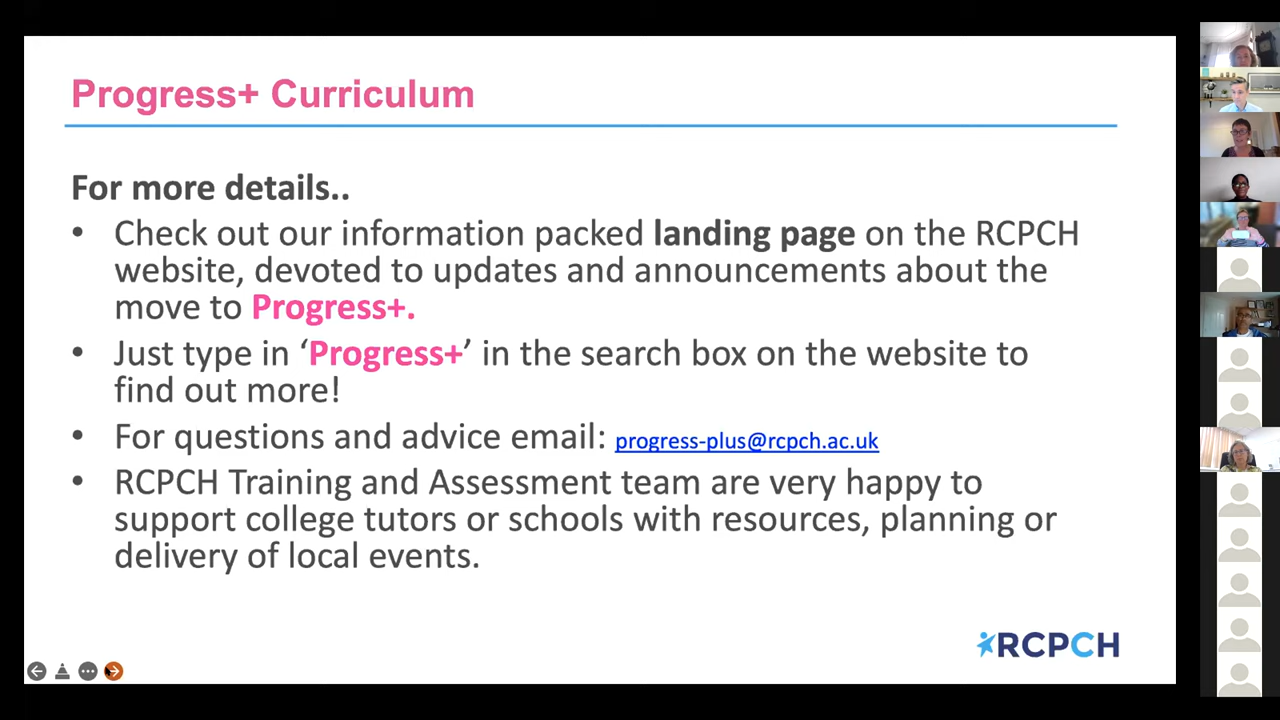 Progress+ Curriculum
For more details..
• Check out our information packed landing page on the RCPCH
website, devoted to updates and announcements about the
move to Progress+.
• Just type in ‘Progress+’ in the search box on the website to
find out more!
• For questions and advice email: progress-plus@rcpch.ac.uk
• RCPCH Training and Assessment team are very happy to
support college tutors or schools with resources, planning or
delivery of local events.
RCPCH